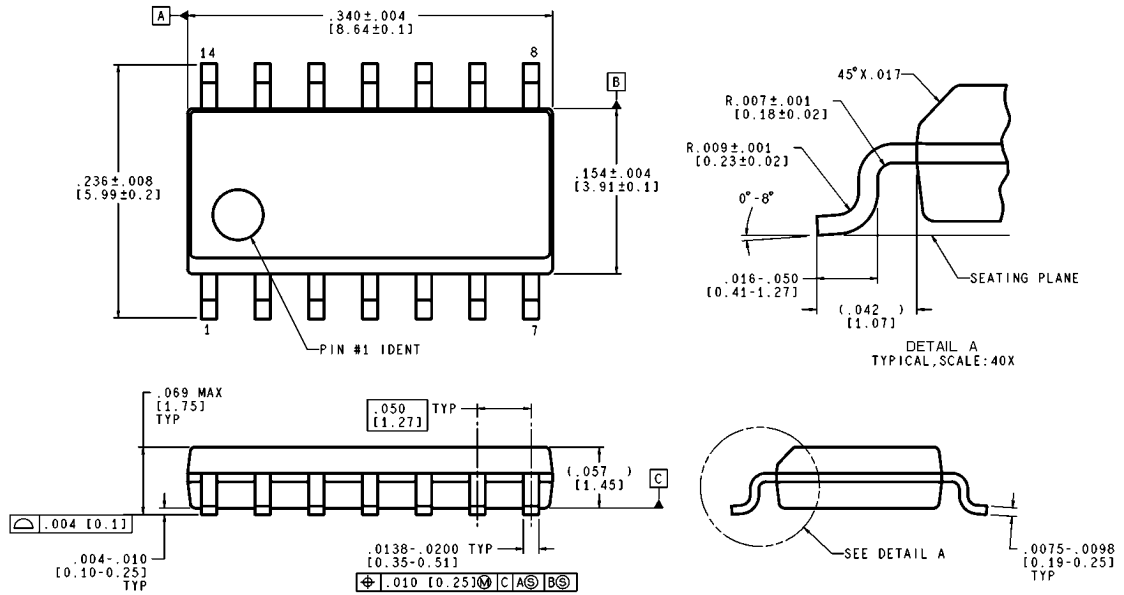 A
.340±.004
[8.64±0.1]
14
8
B
.236±.008
[5.99±0.2]
.154±.004
[3.91±0.1]
1
7
PIN #1 IDENT
45°X.017
R.007±.001
[0.18±0.02]
R.009±.001
[0.23±0.02]
0°-8°
SEATING PLANE
.016-.050
[0.41-1.27]
(.042 )
[1.07]
DETAIL A
TYPICAL,SCALE:40X
.069 MAX
[1.75]
TYP
.050
[1.27]
TYP
(.057 )
[1.45]
C
.004 [0.1]
.004-.010
[0.10-0.25]
TYP
.0138-.0200 TYP
[0.35-0.51]
⌖ .010 [0.25]Ⓜ C AⓈ BⓈ
SEE DETAIL A
.0075-.0098
[0.19-0.25]
TYP